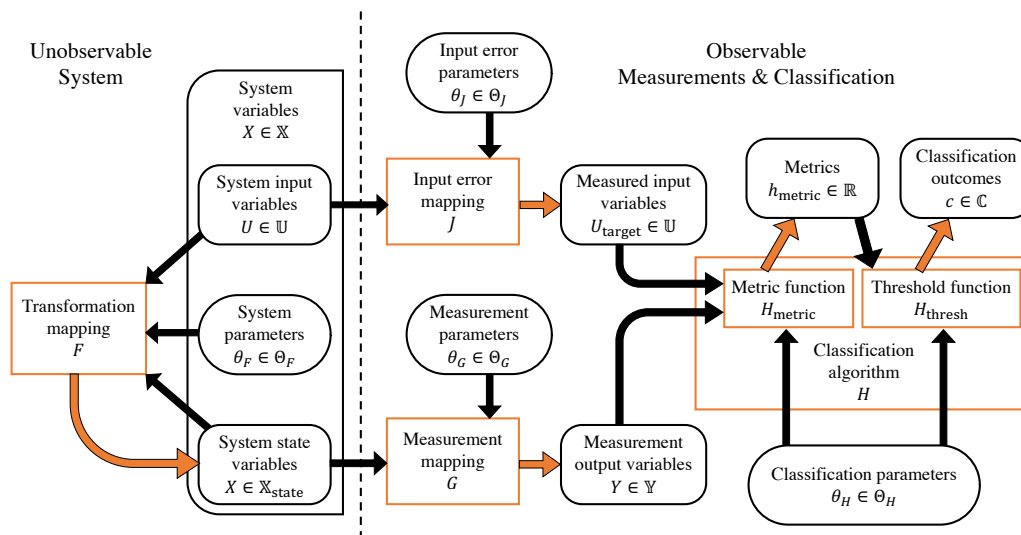 Unobservable
System
Observable
Measurements & Classification
System
variables
𝑋 ∈ 𝕏
System input
variables
𝑈 ∈ 𝕌
Transformation
mapping
𝐹
System
parameters
𝜃_𝐹 ∈ Θ_𝐹
System state
variables
𝑋 ∈ 𝕏_state
Input error
parameters
𝜃_𝐽 ∈ Θ_𝐽
Input error
mapping
𝐽
Measured input
variables
𝑈_target ∈ 𝕌
Measurement
parameters
𝜃_𝐺 ∈ Θ_𝐺
Measurement
mapping
𝐺
Measurement
output variables
𝑌 ∈ 𝕐
Metrics
ℎ_metric ∈ ℝ
Classification
outcomes
𝑐 ∈ ℂ
Metric function
𝐻_metric
Threshold function
𝐻_thresh
Classification
algorithm
𝐻
Classification parameters
𝜃_𝐻 ∈ Θ_𝐻